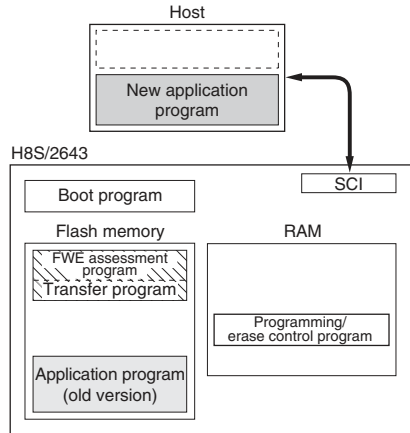 Host
New application
program
H8S/2643
SCI
Boot program
Flash memory
RAM
FWE assessment
program
Transfer program
Programming/
erase control program
Application program
(old version)